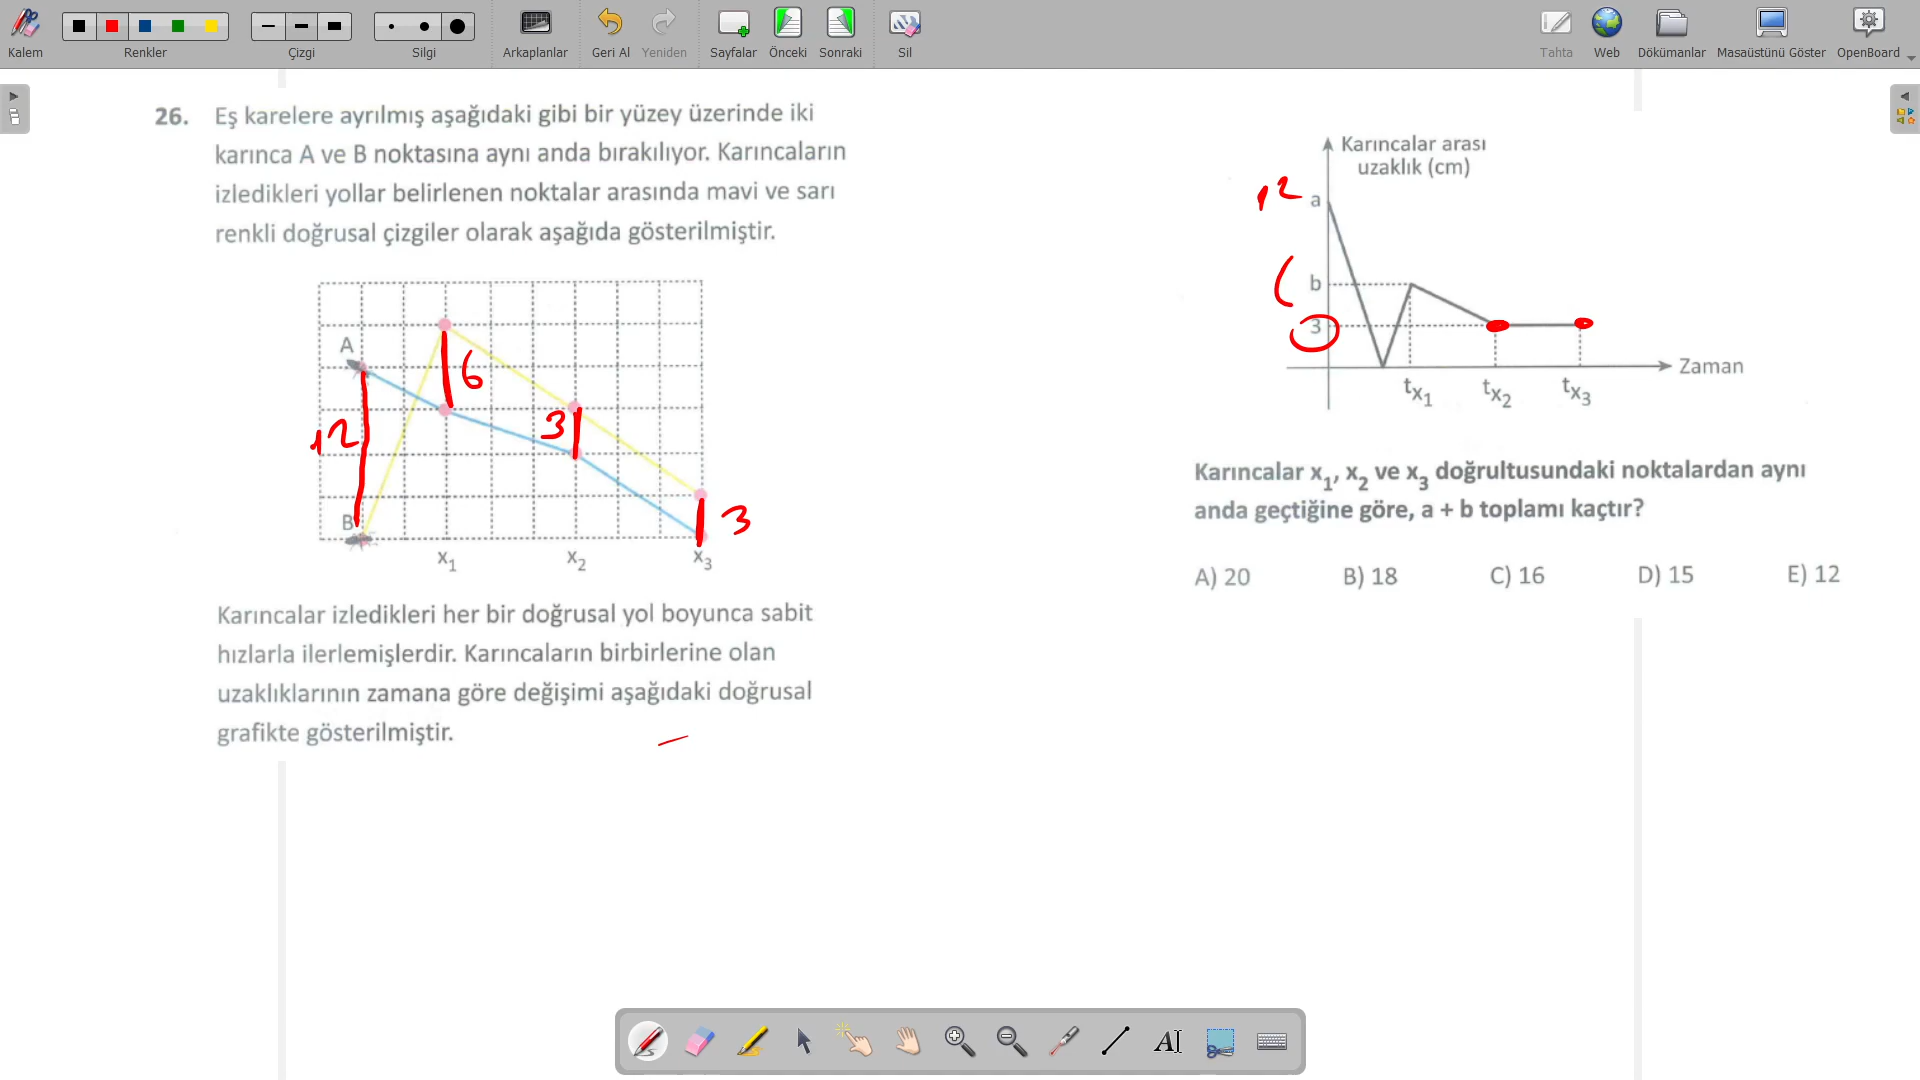 Kalem
Renkler
Çizgi
Silgi
Arkaplanlar
Geri Al
Yeniden
Sayfalar
Önceki
Sonraki
Sil
Tahta
Web
Dökümanlar
Masaüstünü Göster
OpenBoard
26. Eş karelere ayrılmış aşağıdaki gibi bir yüzey üzerinde iki
karınca A ve B noktasına aynı anda bırakılıyor. Karıncaların
izledikleri yollar belirlenen noktalar arasında mavi ve sarı
renkli doğrusal çizgiler olarak aşağıda gösterilmiştir.
A
6
12
3
B
3
x₁ x₂ x₃
Karıncalar izledikleri her bir doğrusal yol boyunca sabit
hızlarla ilerlemişlerdir. Karıncaların birbirlerine olan
uzaklıklarının zamana göre değişimi aşağıdaki doğrusal
grafikte gösterilmiştir.
Karıncalar arası
uzaklık (cm)
12 a
b
3
Zaman
tx₁ tx₂ tx₃
Karıncalar x₁, x₂ ve x₃ doğrultusundaki noktalardan aynı
anda geçtiğine göre, a + b toplamı kaçtır?
A) 20 B) 18 C) 16 D) 15 E) 12